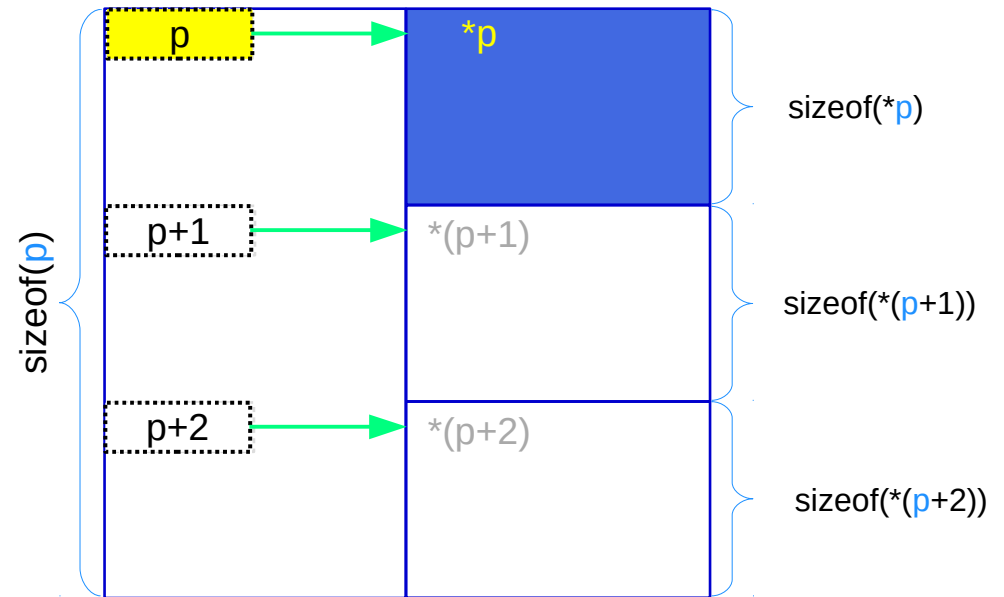 p
*p
sizeof(*p)
p+1
*(p+1)
sizeof(p)
sizeof(*(p+1))
p+2
*(p+2)
sizeof(*(p+2))